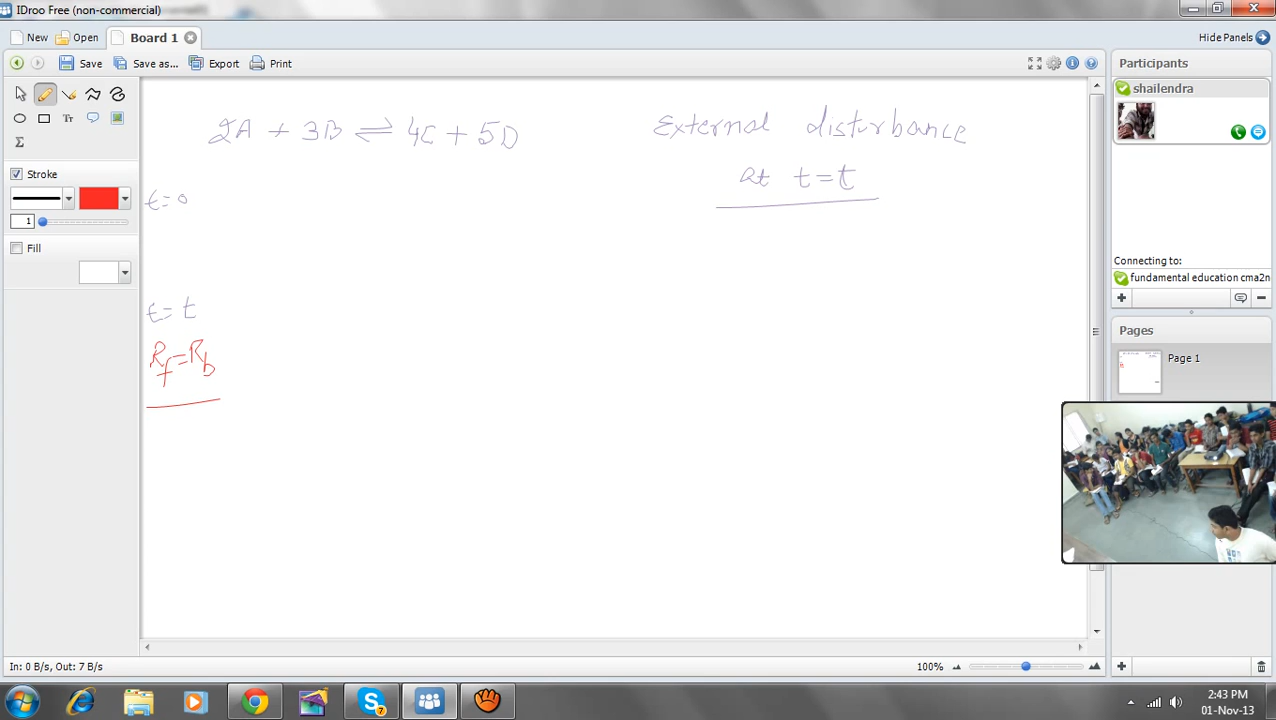 IDroo Free (non-commercial)
New Open Board 1
Hide Panels
Save Save as... Export Print
Participants
shailendra
Tr
Σ
Stroke
1
Fill
2A + 3B ⇌ 4C + 5D
External disturbance
at t=t
t=0
t=t
Rf=Rb
Connecting to:
fundamental education cma2n
Pages
Page 1
In: 0 B/s, Out: 7 B/s
100%
7
2:43 PM
01-Nov-13